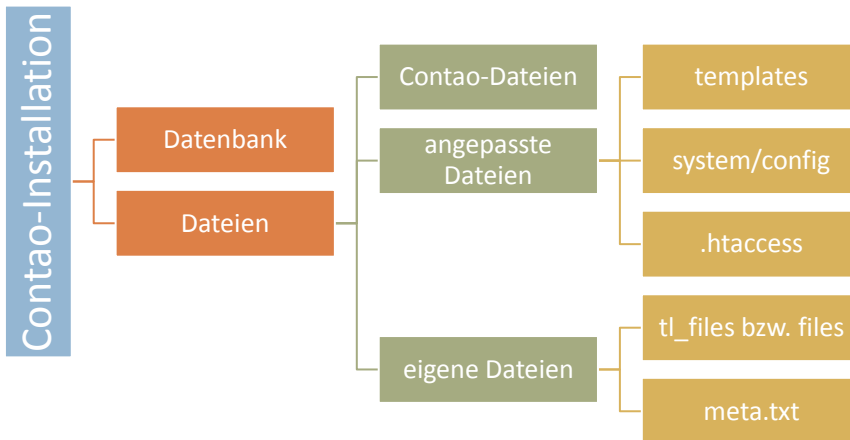 Contao-Installation
Datenbank
Dateien
Contao-Dateien
angepasste
Dateien
eigene Dateien
templates
system/config
.htaccess
tl_files bzw. files
meta.txt